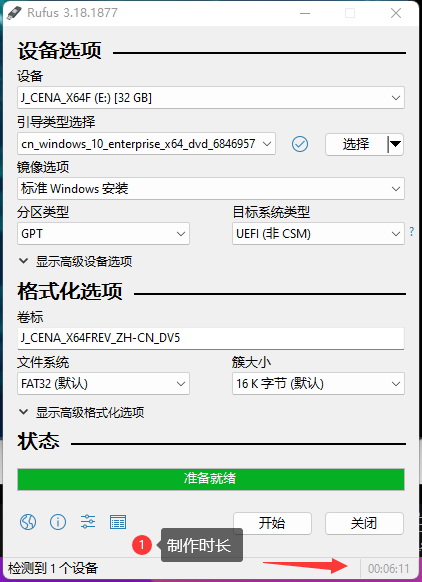 Rufus 3.18.1877
设备选项
设备
J_CENA_X64F (E:) [32 GB]
引导类型选择
cn_windows_10_enterprise_x64_dvd_6846957
选择
镜像选项
标准 Windows 安装
分区类型
目标系统类型
GPT
UEFI (非 CSM)
?
显示高级设备选项
格式化选项
卷标
J_CENA_X64FREV_ZH-CN_DV5
文件系统
簇大小
FAT32 (默认)
16 K 字节 (默认)
显示高级格式化选项
状态
准备就绪
开始
关闭
1 制作时长
检测到 1 个设备
00:06:11